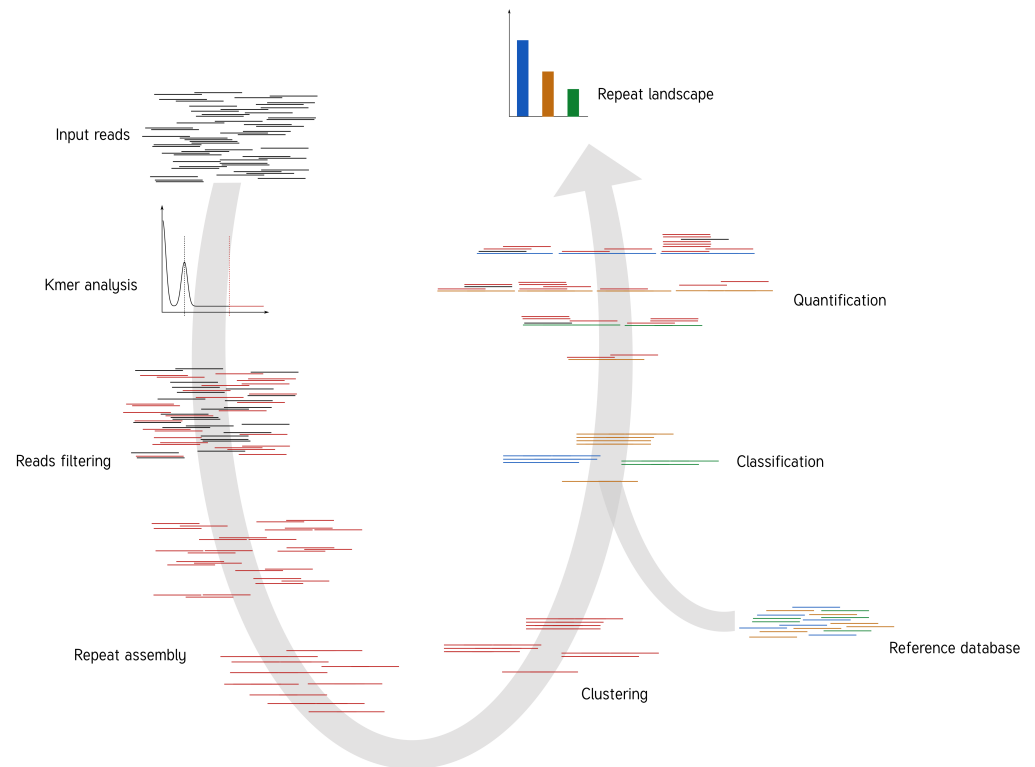 Input reads
Kmer analysis
Reads filtering
Repeat assembly
Clustering
Reference database
Classification
Quantification
Repeat landscape